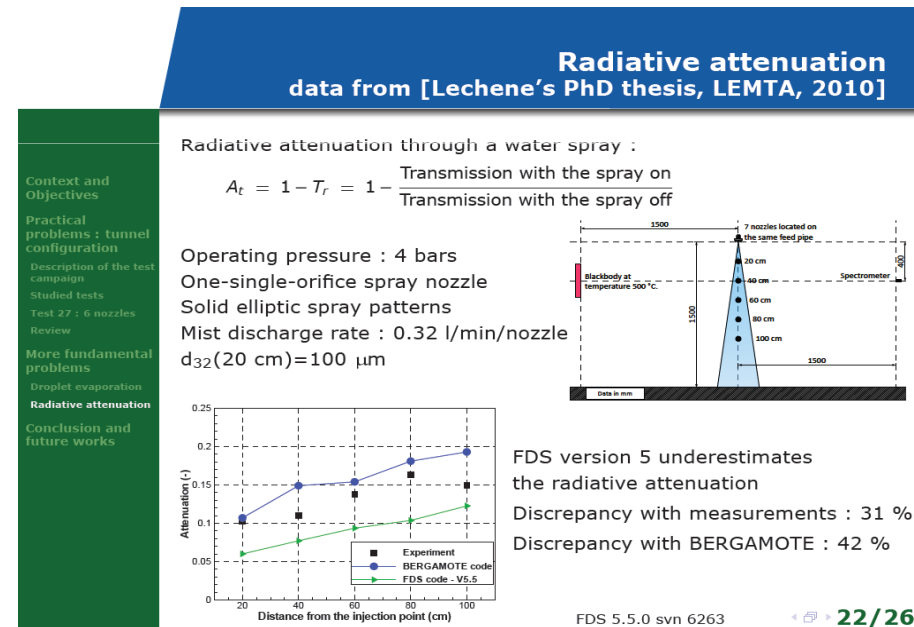 Radiative attenuation
data from [Lechene's PhD thesis, LEMTA, 2010]
Context and
Objectives
Practical
problems : tunnel
configuration
Description of the test
campaign
Studied tests
Test 27 : 6 nozzles
Review
More fundamental
problems
Droplet evaporation
Radiative attenuation
Conclusion and
future works
Radiative attenuation through a water spray :
At = 1 − Tr = 1 − Transmission with the spray on
Transmission with the spray off
Operating pressure : 4 bars
One-single-orifice spray nozzle
Solid elliptic spray patterns
Mist discharge rate : 0.32 l/min/nozzle
d32(20 cm)=100 μm
1500
7 nozzles located on
the same feed pipe
20 cm
400
Blackbody at
temperature 500 °C.
40 cm
Spectrometer
60 cm
1500
80 cm
100 cm
1500
Data in mm
0.25
0.2
0.15
0.1
0.05
0
Attenuation (-)
Experiment
BERGAMOTE code
FDS code - V5.5
20 40 60 80 100
Distance from the injection point (cm)
FDS version 5 underestimates
the radiative attenuation
Discrepancy with measurements : 31 %
Discrepancy with BERGAMOTE : 42 %
FDS 5.5.0 svn 6263
22/26